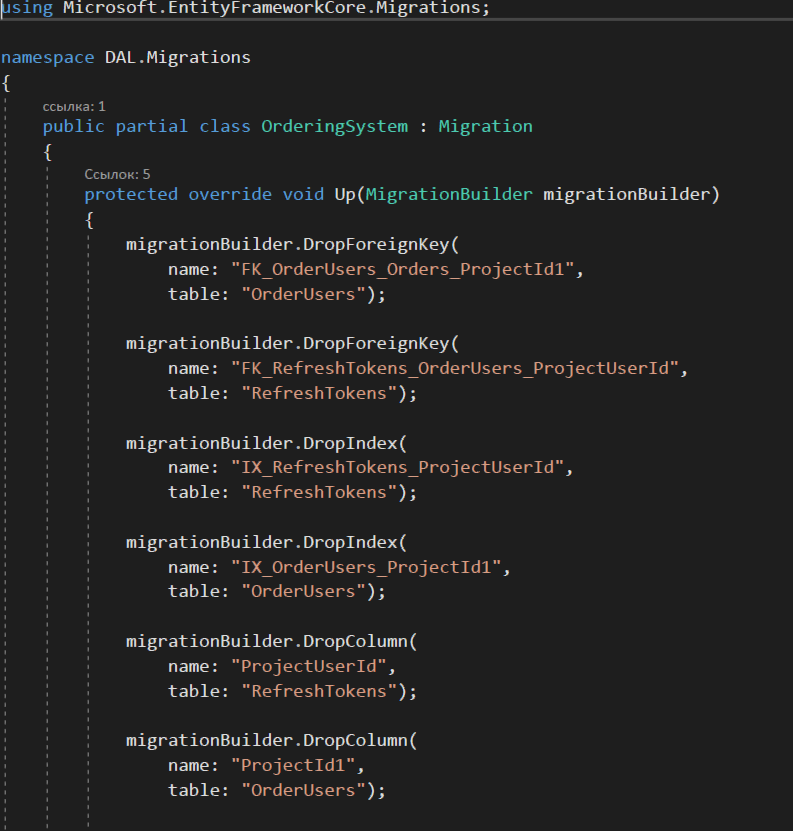 using Microsoft.EntityFrameworkCore.Migrations;
namespace DAL.Migrations
{
ссылка: 1
public partial class OrderingSystem : Migration
{
Ссылок: 5
protected override void Up(MigrationBuilder migrationBuilder)
{
migrationBuilder.DropForeignKey(
name: "FK_OrderUsers_Orders_ProjectId1",
table: "OrderUsers");
migrationBuilder.DropForeignKey(
name: "FK_RefreshTokens_OrderUsers_ProjectUserId",
table: "RefreshTokens");
migrationBuilder.DropIndex(
name: "IX_RefreshTokens_ProjectUserId",
table: "RefreshTokens");
migrationBuilder.DropIndex(
name: "IX_OrderUsers_ProjectId1",
table: "OrderUsers");
migrationBuilder.DropColumn(
name: "ProjectUserId",
table: "RefreshTokens");
migrationBuilder.DropColumn(
name: "ProjectId1",
table: "OrderUsers");